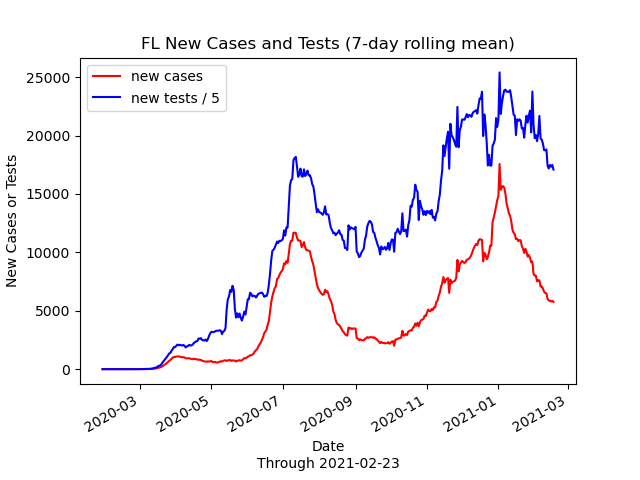 FL New Cases and Tests (7-day rolling mean)
new cases
new tests / 5
New Cases or Tests
25000
20000
15000
10000
5000
0
2020-03
2020-05
2020-07
2020-09
2020-11
2021-01
2021-03
Date
Through 2021-02-23